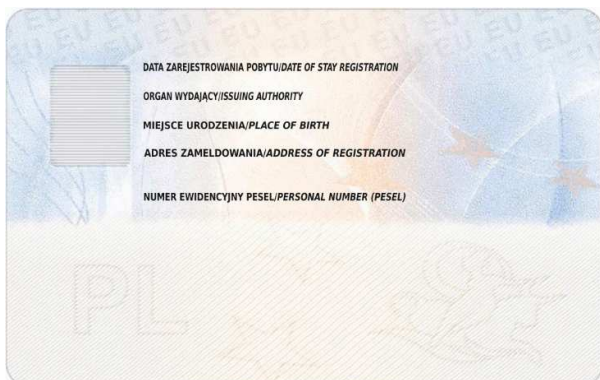 DATA ZAREJESTROWANIA POBYTU/DATE OF STAY REGISTRATION
ORGAN WYDAJĄCY/ISSUING AUTHORITY
MIEJSCE URODZENIA/PLACE OF BIRTH
ADRES ZAMELDOWANIA/ADDRESS OF REGISTRATION
NUMER EWIDENCYJNY PESEL/PERSONAL NUMBER (PESEL)
PL